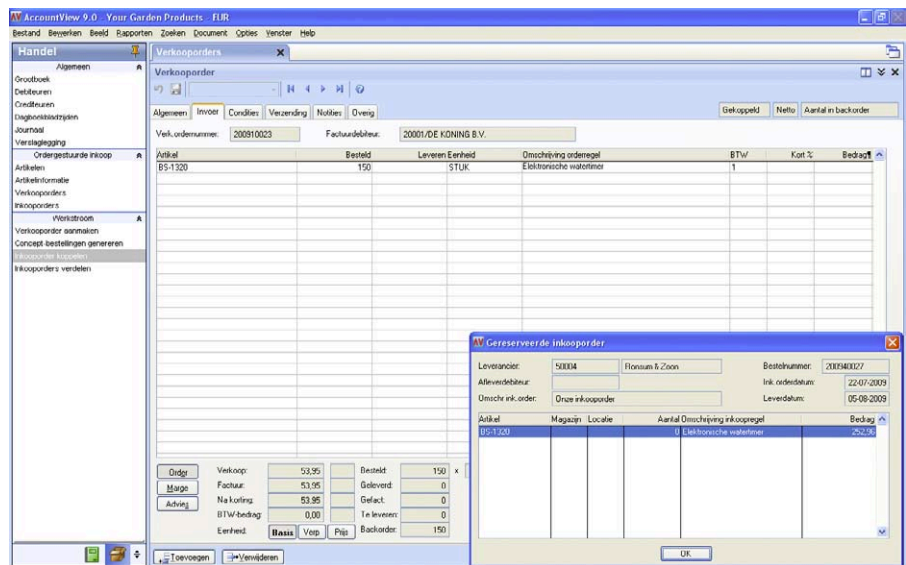 AccountView 9.0 - Your Garden Products - EUR
Bestand Bewerken Beeld Rapporten Zoeken Document Opties Venster Help
Handel
Algemeen
Grootboek
Debiteuren
Crediteuren
Dagboekbladzijden
Journaal
Verslaglegging
Ordergestuurde inkoop
Artikelen
Artikelinformatie
Verkooporders
Inkooporders
Werkstroom
Verkooporder aanmaken
Concept-bestellingen genereren
Inkooporder koppelen
Inkooporders verdelen
Verkooporders
Verkooporder
Algemeen Invoer Condities Verzending Notities Overig
Gekoppeld Netto Aantal in backorder
Verk.ordernummer: 200910023 Factuurdebiteur: 20001/DE KONING B.V.
Artikel Besteld Leveren Eenheid Omschrijving orderregel BTW Kort % Bedrag¶
BS-1320 150 STUK Elektronische watertimer 1
Order Verkoop: 53,95 Besteld: 150 x
Marge Factuur: 53,95 Geleverd: 0
Advies Na korting: 53,95 Gefact: 0
BTW-bedrag: 0,00 Te leveren: 0
Eenheid: Basis Verp Prijs Backorder: 150
Toevoegen Verwijderen
Gereserveerde inkooporder
Leverancier: 50004 & Zoon Bestelnummer: 200940027
Afleverdebiteur: Ink.orderdatum: 22-07-2009
Omschr ink.order: Onze inkooporder Leverdatum: 05-08-2009
Artikel Magazijn Locatie Aantal Omschrijving inkoopregel Bedrag
BS-1320 0 Elektronische watertimer 252,96
OK